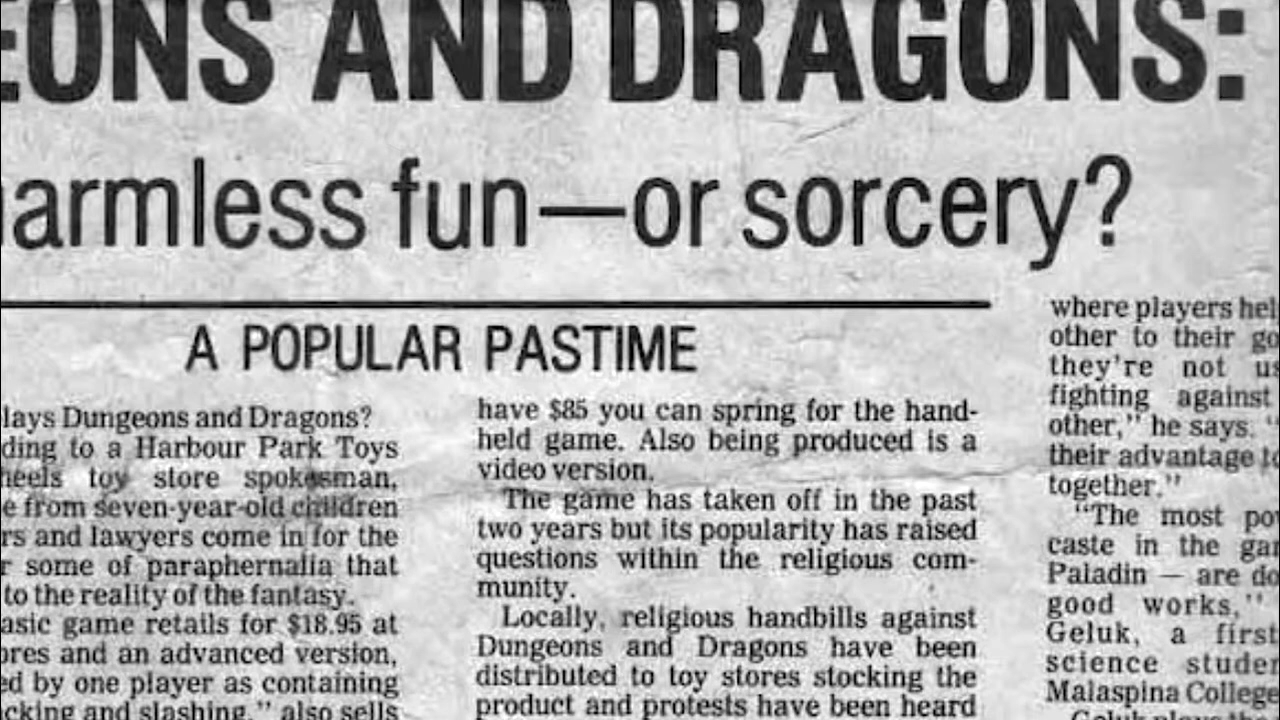 EONS AND DRAGONS:
armless fun—or sorcery?
A POPULAR PASTIME
lays Dungeons and Dragons?
ding to a Harbour Park Toys
heels toy store spokesman,
e from seven-year-old children
rs and lawyers come in for the
r some of paraphernalia that
to the reality of the fantasy.
asic game retails for $18.95 at
ores and an advanced version,
ed by one player as containing
cking and slashing," also sells
have $85 you can spring for the hand-
held game. Also being produced is a
video version.
The game has taken off in the past
two years but its popularity has raised
questions within the religious com-
munity.
Locally, religious handbills against
Dungeons and Dragons have been
distributed to toy stores stocking the
product and protests have been heard
where players hel
other to their go
they're not us
fighting against
other," he says. "
their advantage to
together."
"The most po
caste in the ga
Paladin — are do
good works,"
Geluk, a first
science studen
Malaspina College